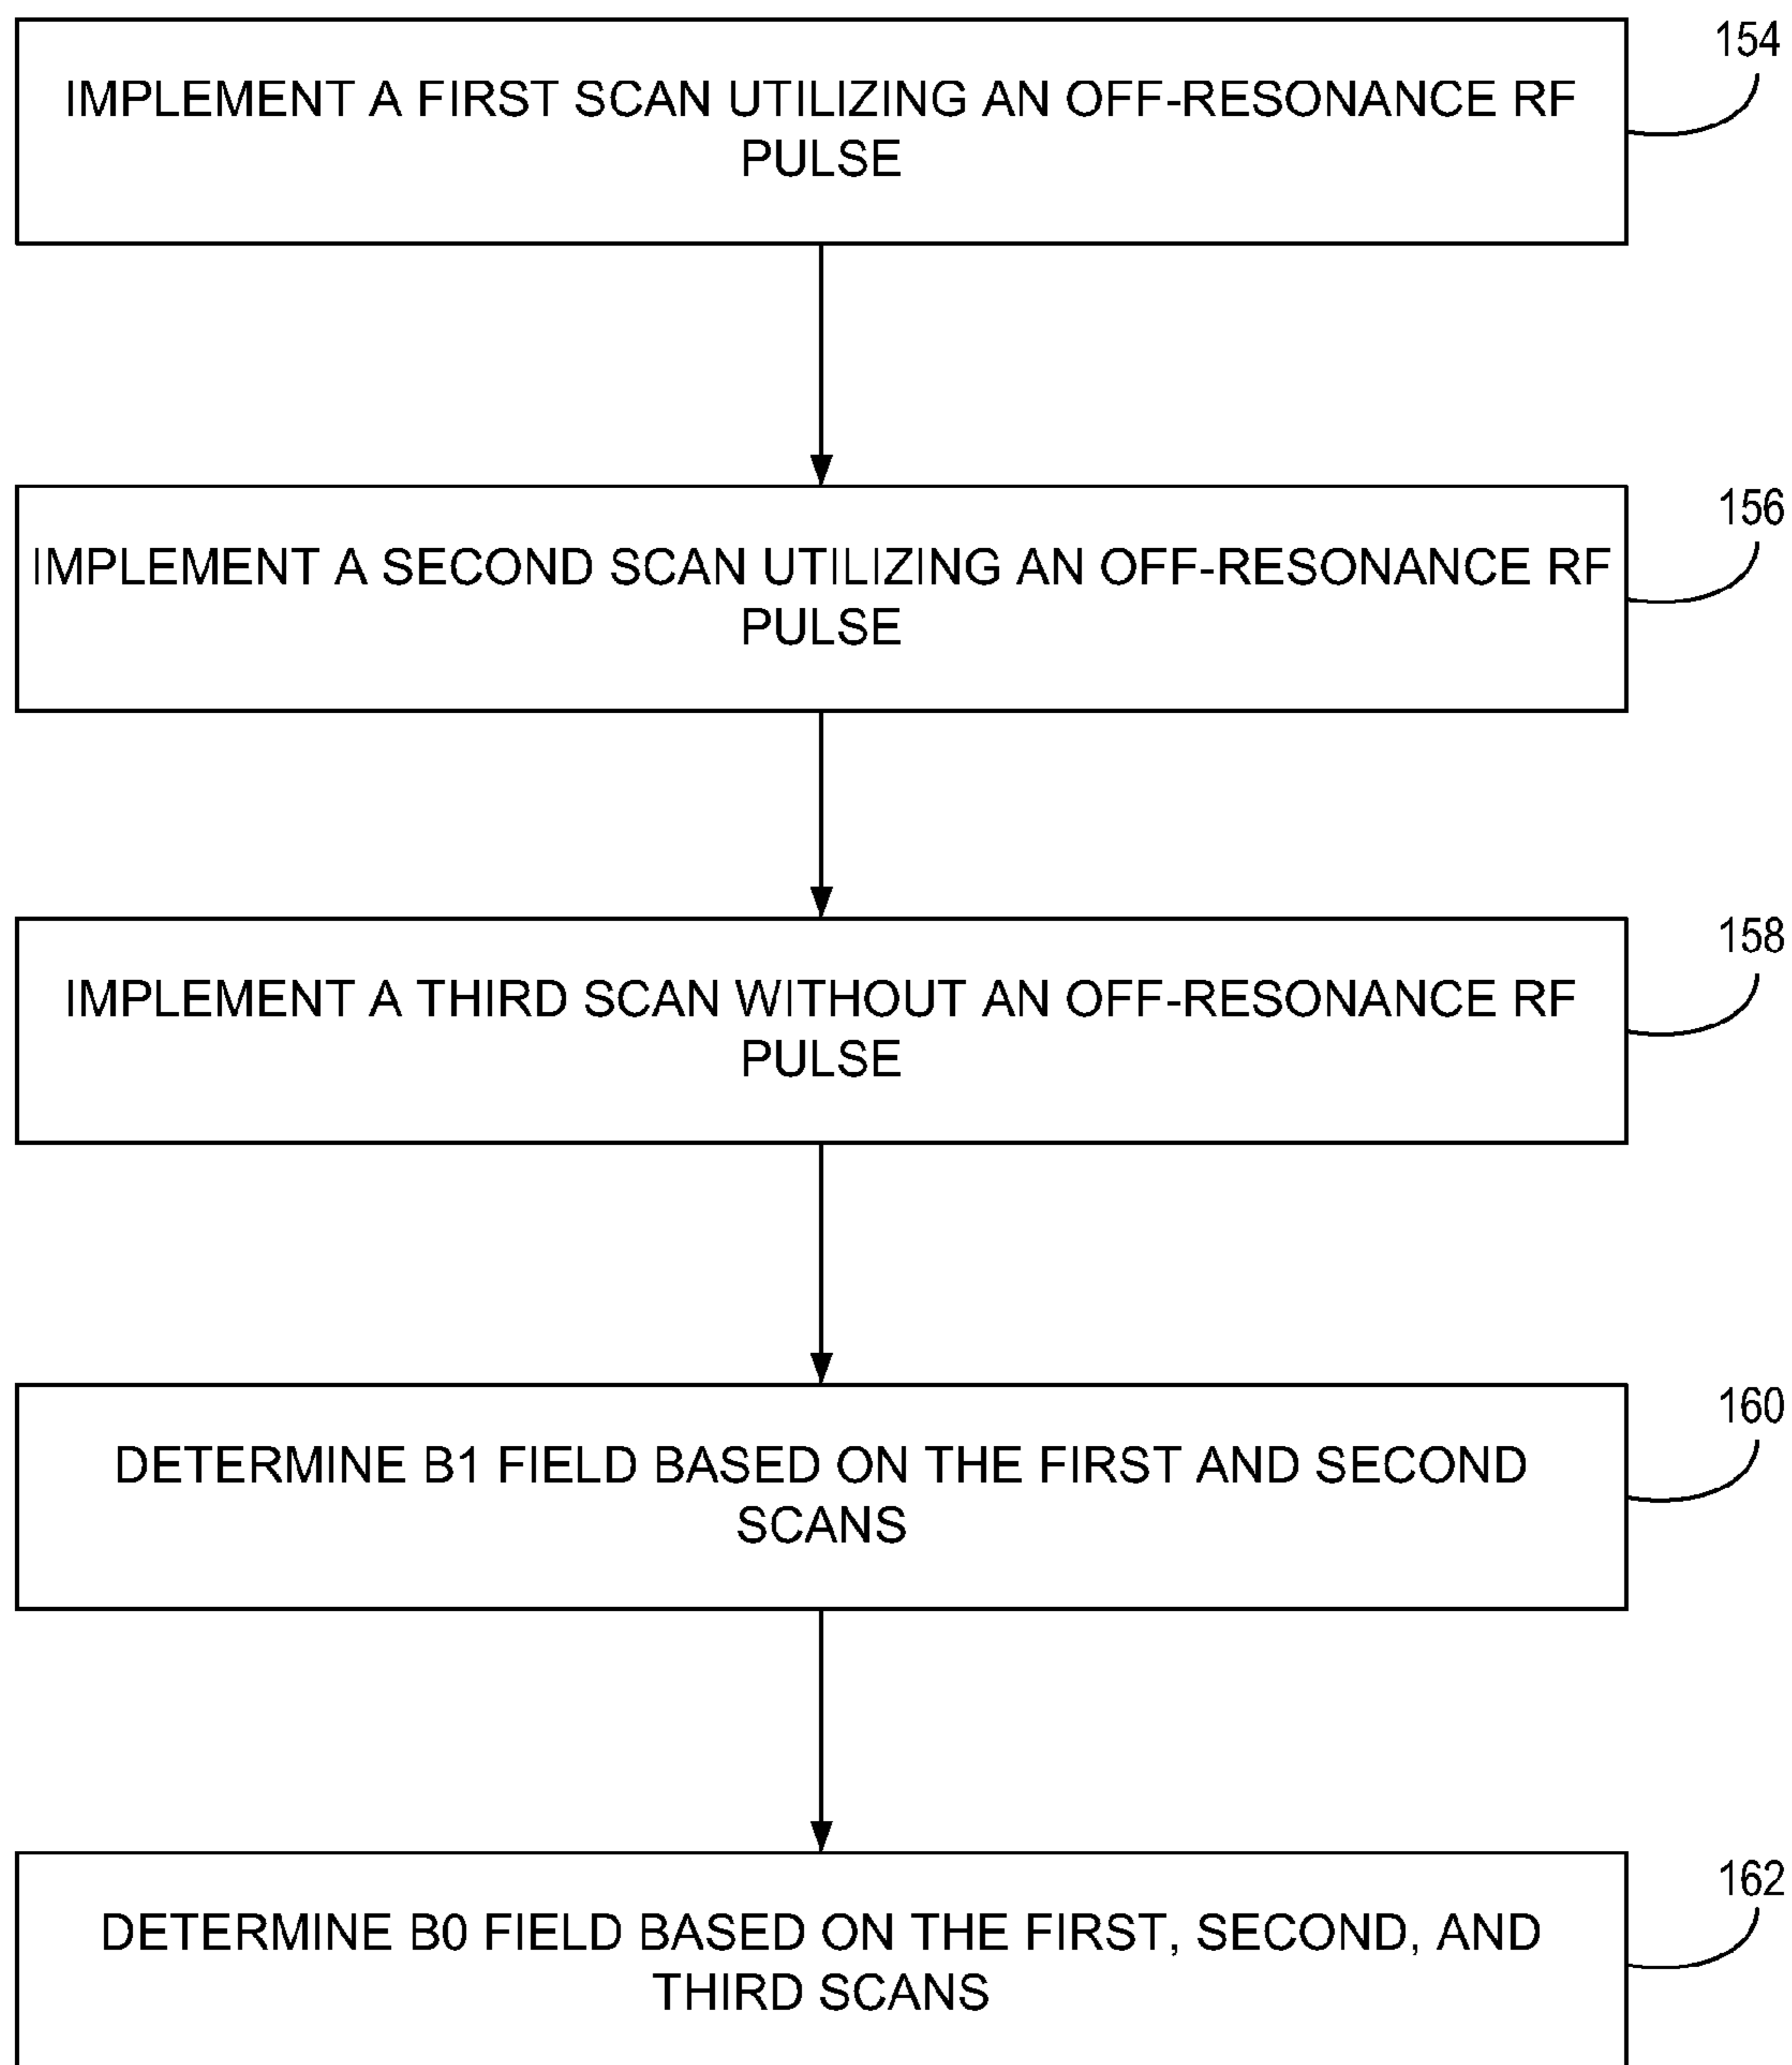 154
IMPLEMENT A FIRST SCAN UTILIZING AN OFF-RESONANCE RF
PULSE
156
IMPLEMENT A SECOND SCAN UTILIZING AN OFF-RESONANCE RF
PULSE
158
IMPLEMENT A THIRD SCAN WITHOUT AN OFF-RESONANCE RF
PULSE
160
DETERMINE B1 FIELD BASED ON THE FIRST AND SECOND
SCANS
162
DETERMINE B0 FIELD BASED ON THE FIRST, SECOND, AND
THIRD SCANS